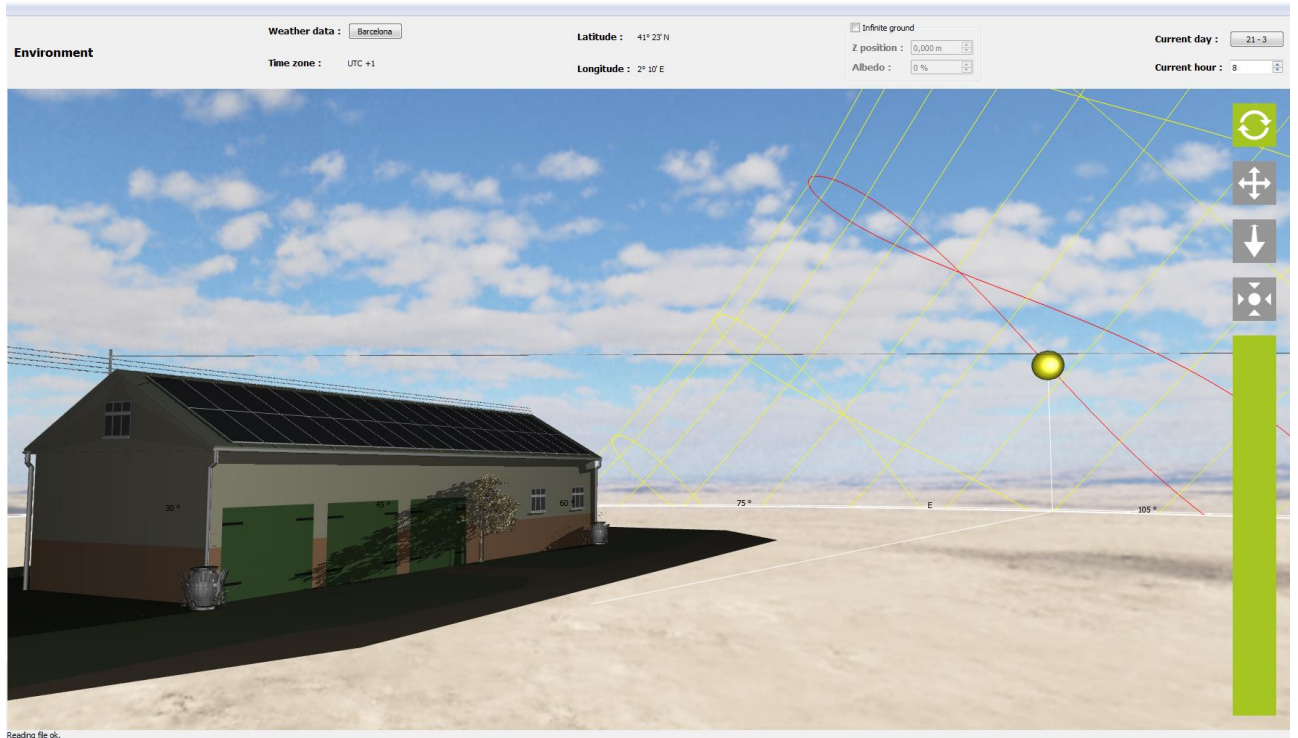 Environment
Weather data : Barcelona
Time zone : UTC +1
Latitude : 41° 23' N
Longitude : 2° 10' E
Infinite ground
Z position : 0,000 m
Albedo : 0 %
Current day : 21 - 3
Current hour : 8
30 °
45 °
60 °
75 °
E
105 °
Reading file ok.